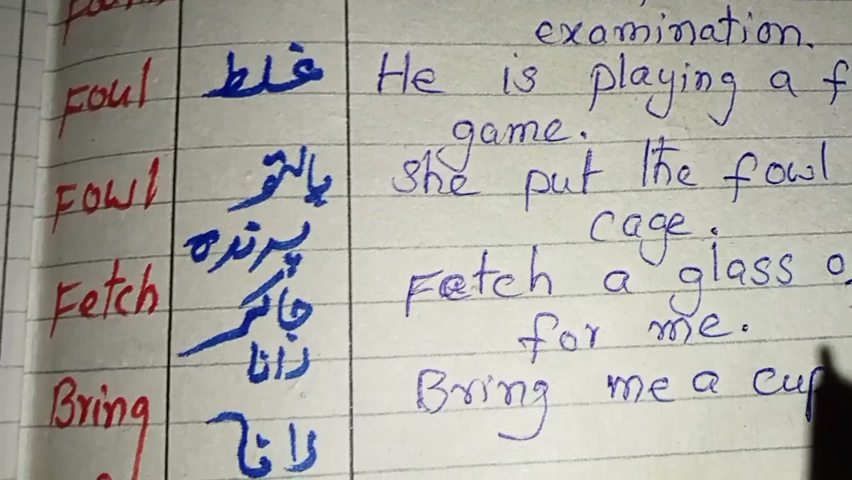 examination.
Foul غلط He is playing a f
game.
Fowl پالتو She put the fowl
پرندہ cage.
Fetch جاکر Fetch a glass o
لانا for me.
Bring لانا Bring me a cup